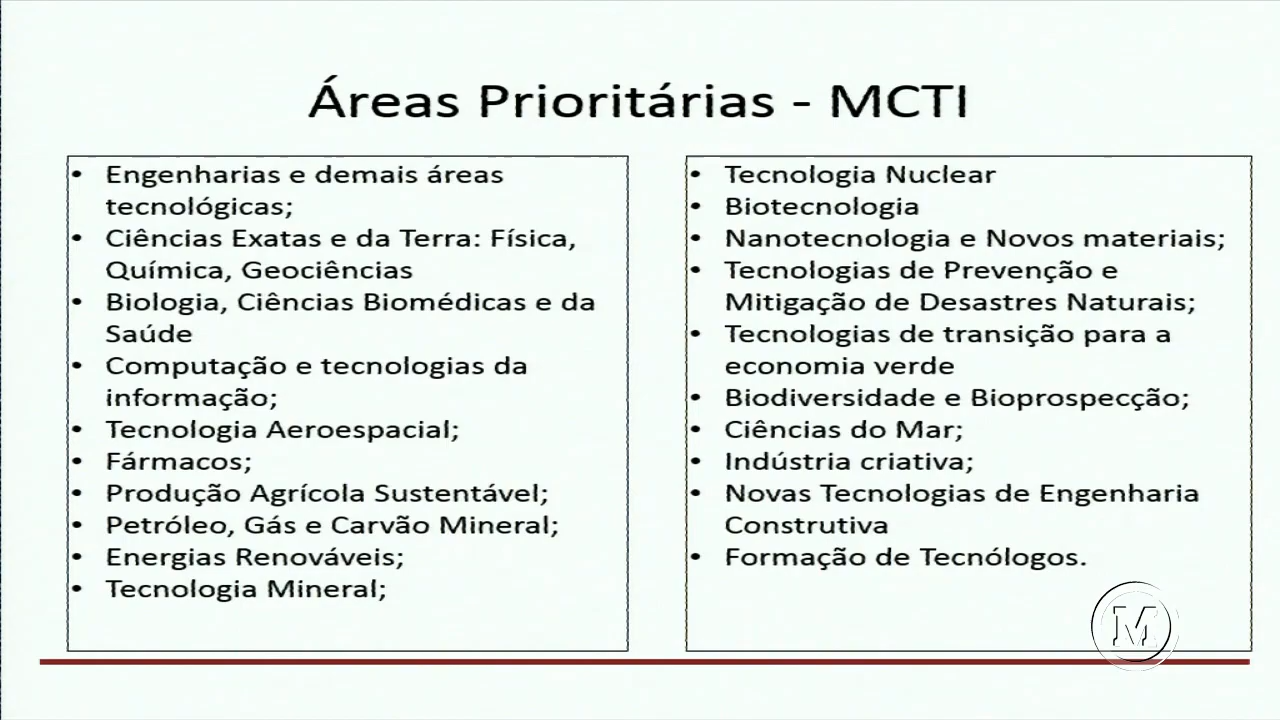 Áreas Prioritárias - MCTI
• Engenharias e demais áreas
tecnológicas;
• Ciências Exatas e da Terra: Física,
Química, Geociências
• Biologia, Ciências Biomédicas e da
Saúde
• Computação e tecnologias da
informação;
• Tecnologia Aeroespacial;
• Fármacos;
• Produção Agrícola Sustentável;
• Petróleo, Gás e Carvão Mineral;
• Energias Renováveis;
• Tecnologia Mineral;
• Tecnologia Nuclear
• Biotecnologia
• Nanotecnologia e Novos materiais;
• Tecnologias de Prevenção e
Mitigação de Desastres Naturais;
• Tecnologias de transição para a
economia verde
• Biodiversidade e Bioprospecção;
• Ciências do Mar;
• Indústria criativa;
• Novas Tecnologias de Engenharia
Construtiva
• Formação de Tecnólogos.
M